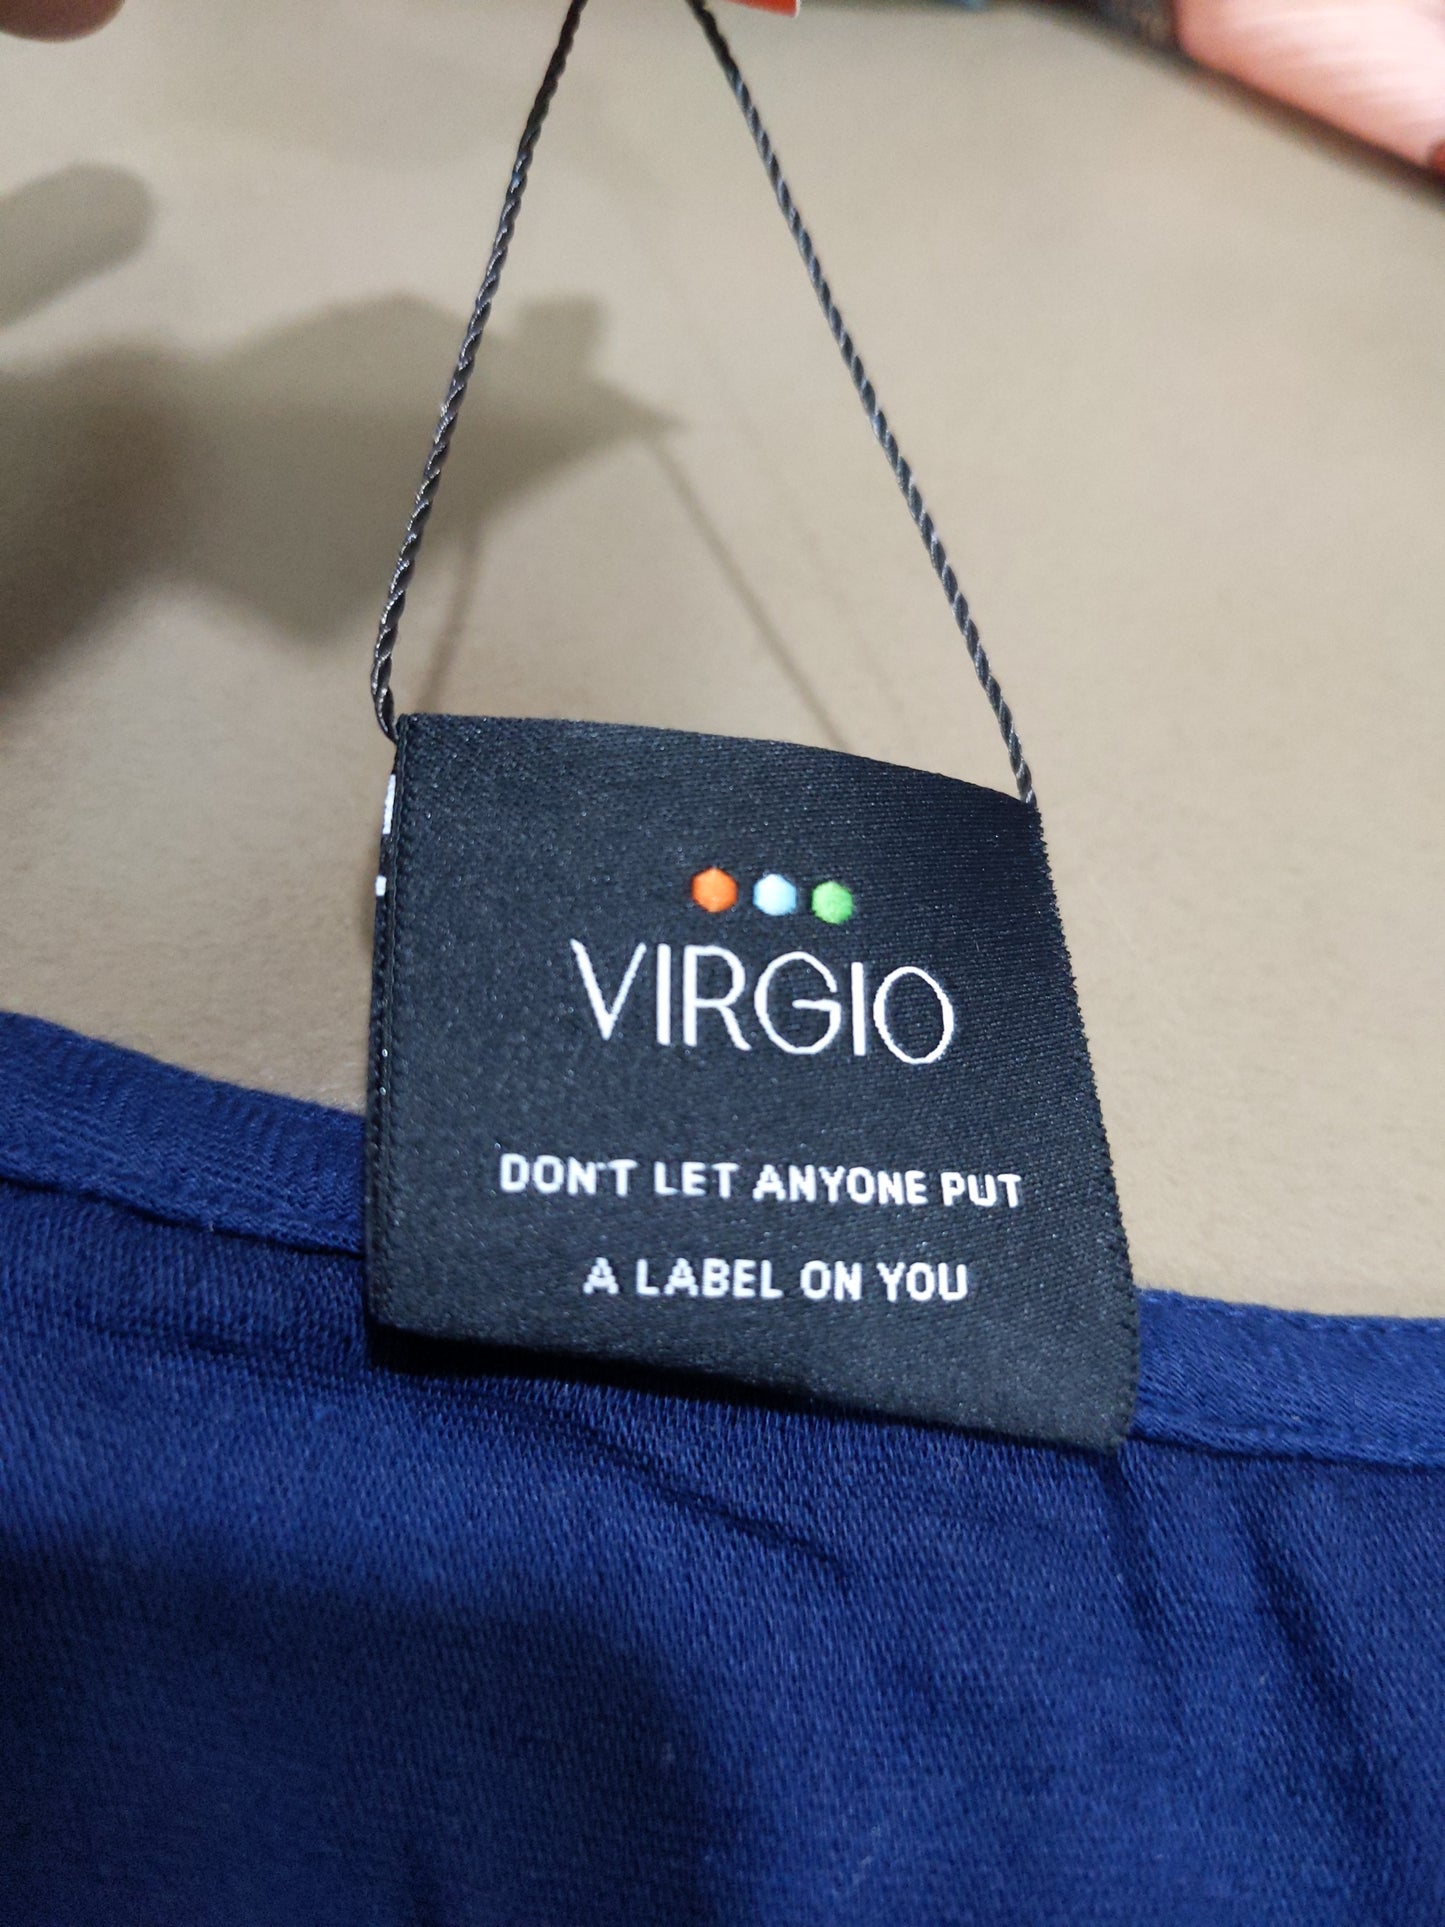 VIRGIO
DON'T LET ANYONE PUT
A LABEL ON YOU